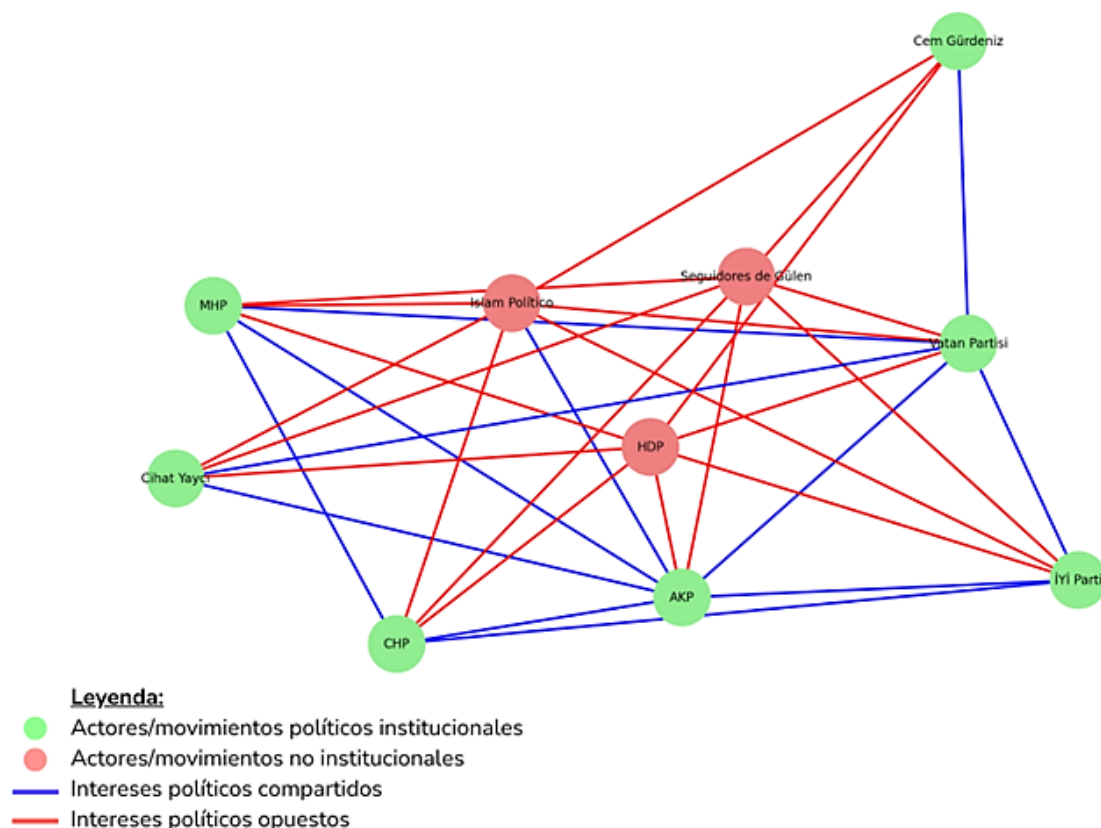 Cem Gürdeniz
Seguidores de Gülen
MHP
Islam Político
Vatan Partisi
HDP
Cihat Yaycı
İYİ Parti
AKP
CHP
Leyenda:
Actores/movimientos políticos institucionales
Actores/movimientos no institucionales
Intereses políticos compartidos
Intereses políticos opuestos